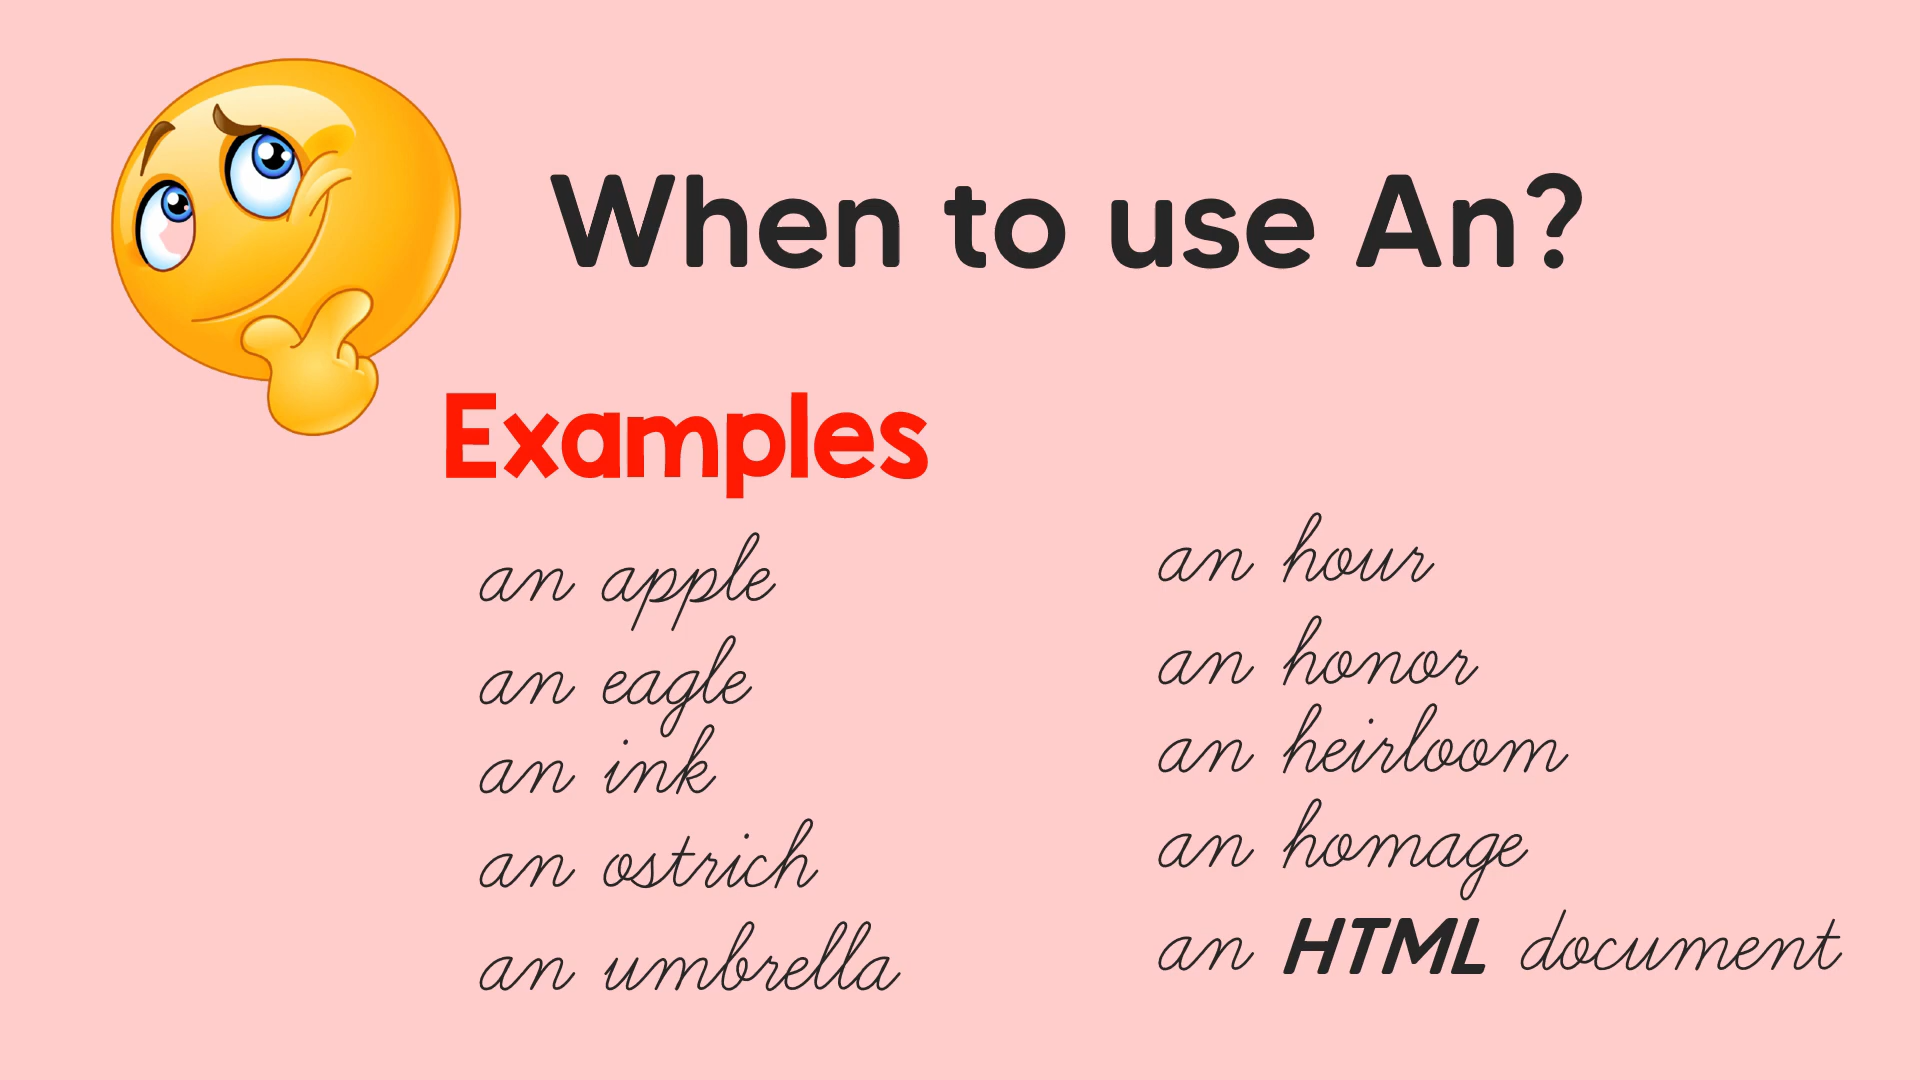 When to use An?
Examples
an apple
an eagle
an ink
an ostrich
an umbrella
an hour
an honor
an heirloom
an homage
an HTML document